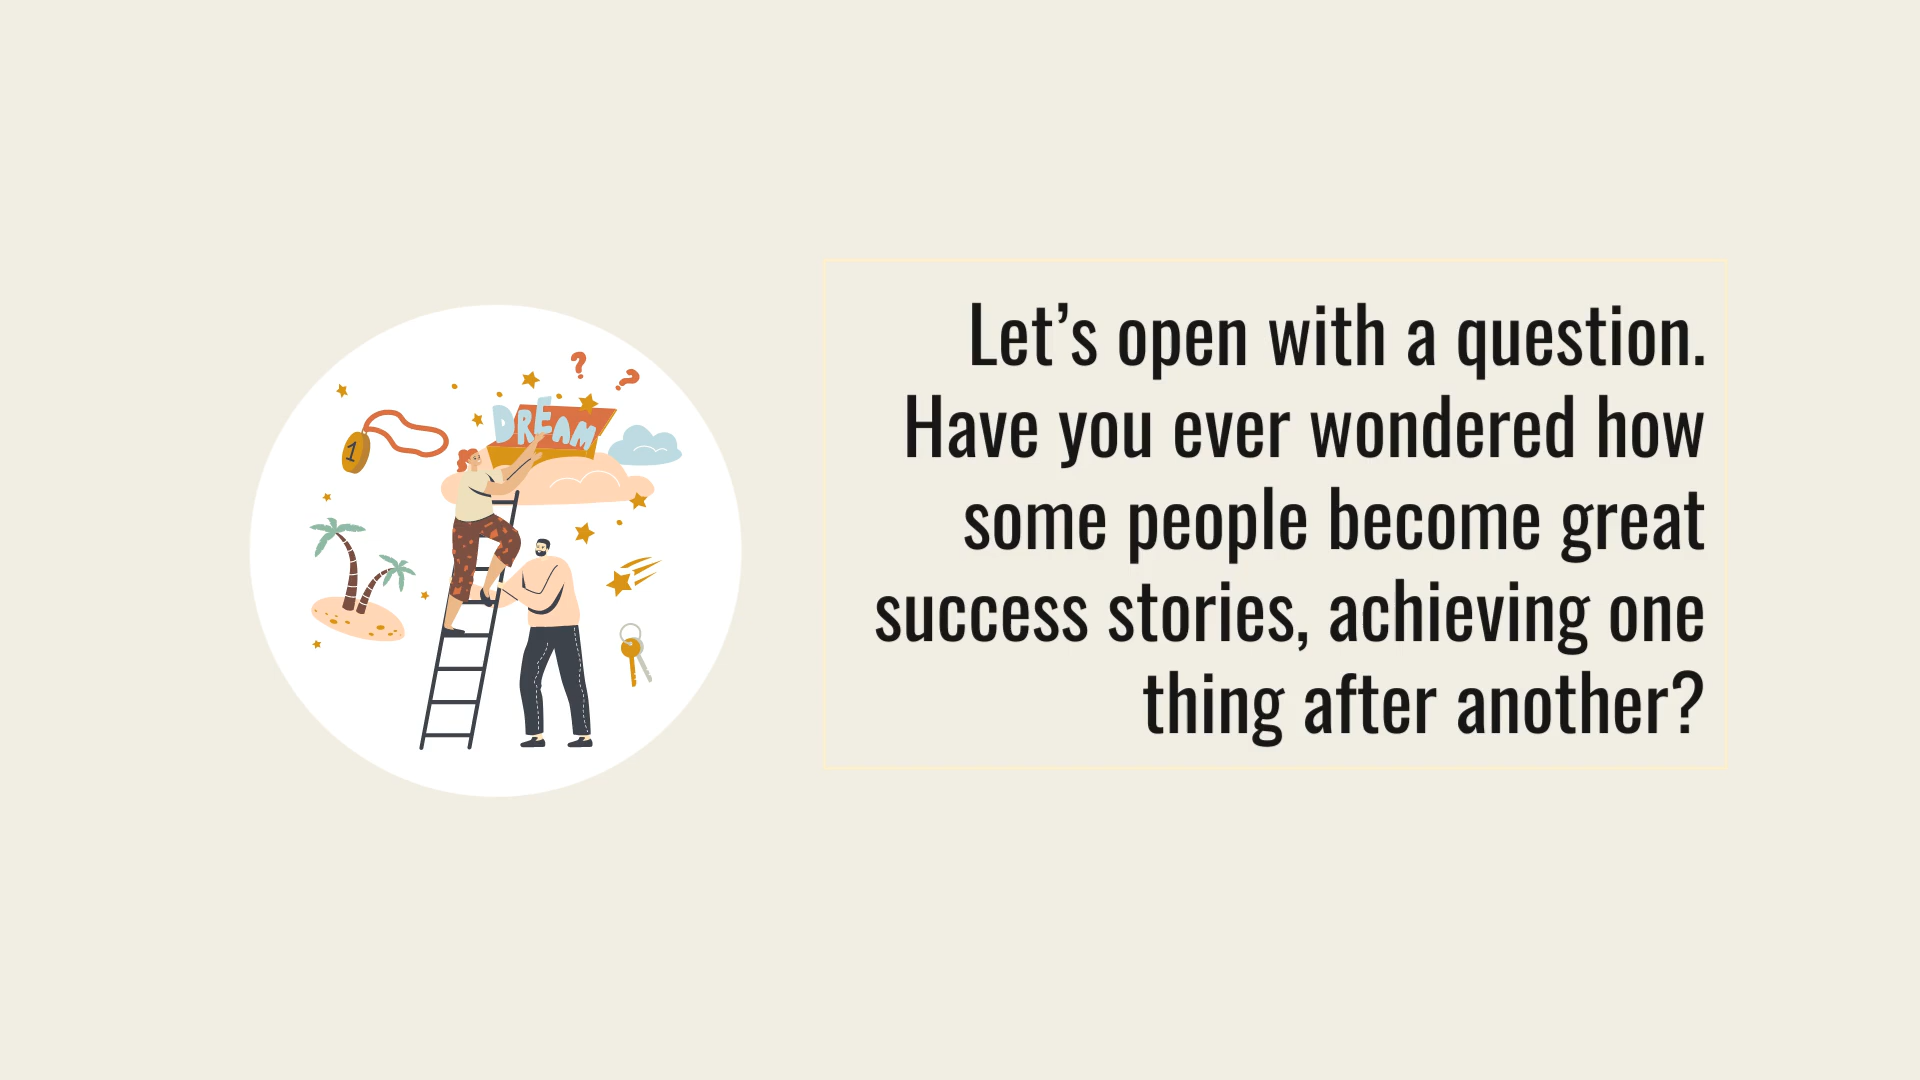 DREAM
1
? ?
Let’s open with a question.
Have you ever wondered how
some people become great
success stories, achieving one
thing after another?